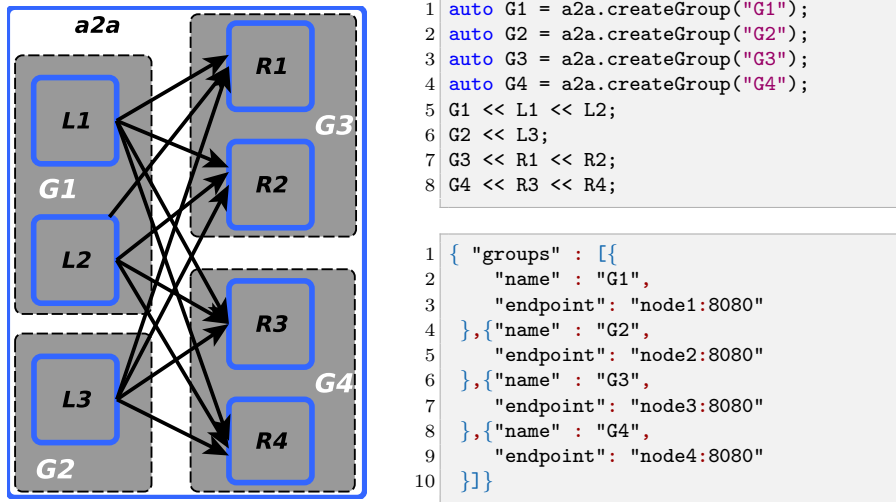 a2a
R1
L1
G3
R2
G1
L2
R3
G4
L3
R4
G2
1 auto G1 = a2a.createGroup("G1");
2 auto G2 = a2a.createGroup("G2");
3 auto G3 = a2a.createGroup("G3");
4 auto G4 = a2a.createGroup("G4");
5 G1 << L1 << L2;
6 G2 << L3;
7 G3 << R1 << R2;
8 G4 << R3 << R4;
1 { "groups" : [{
2 "name" : "G1",
3 "endpoint": "node1:8080"
4 },{"name" : "G2",
5 "endpoint": "node2:8080"
6 },{"name" : "G3",
7 "endpoint": "node3:8080"
8 },{"name" : "G4",
9 "endpoint": "node4:8080"
10 }]}